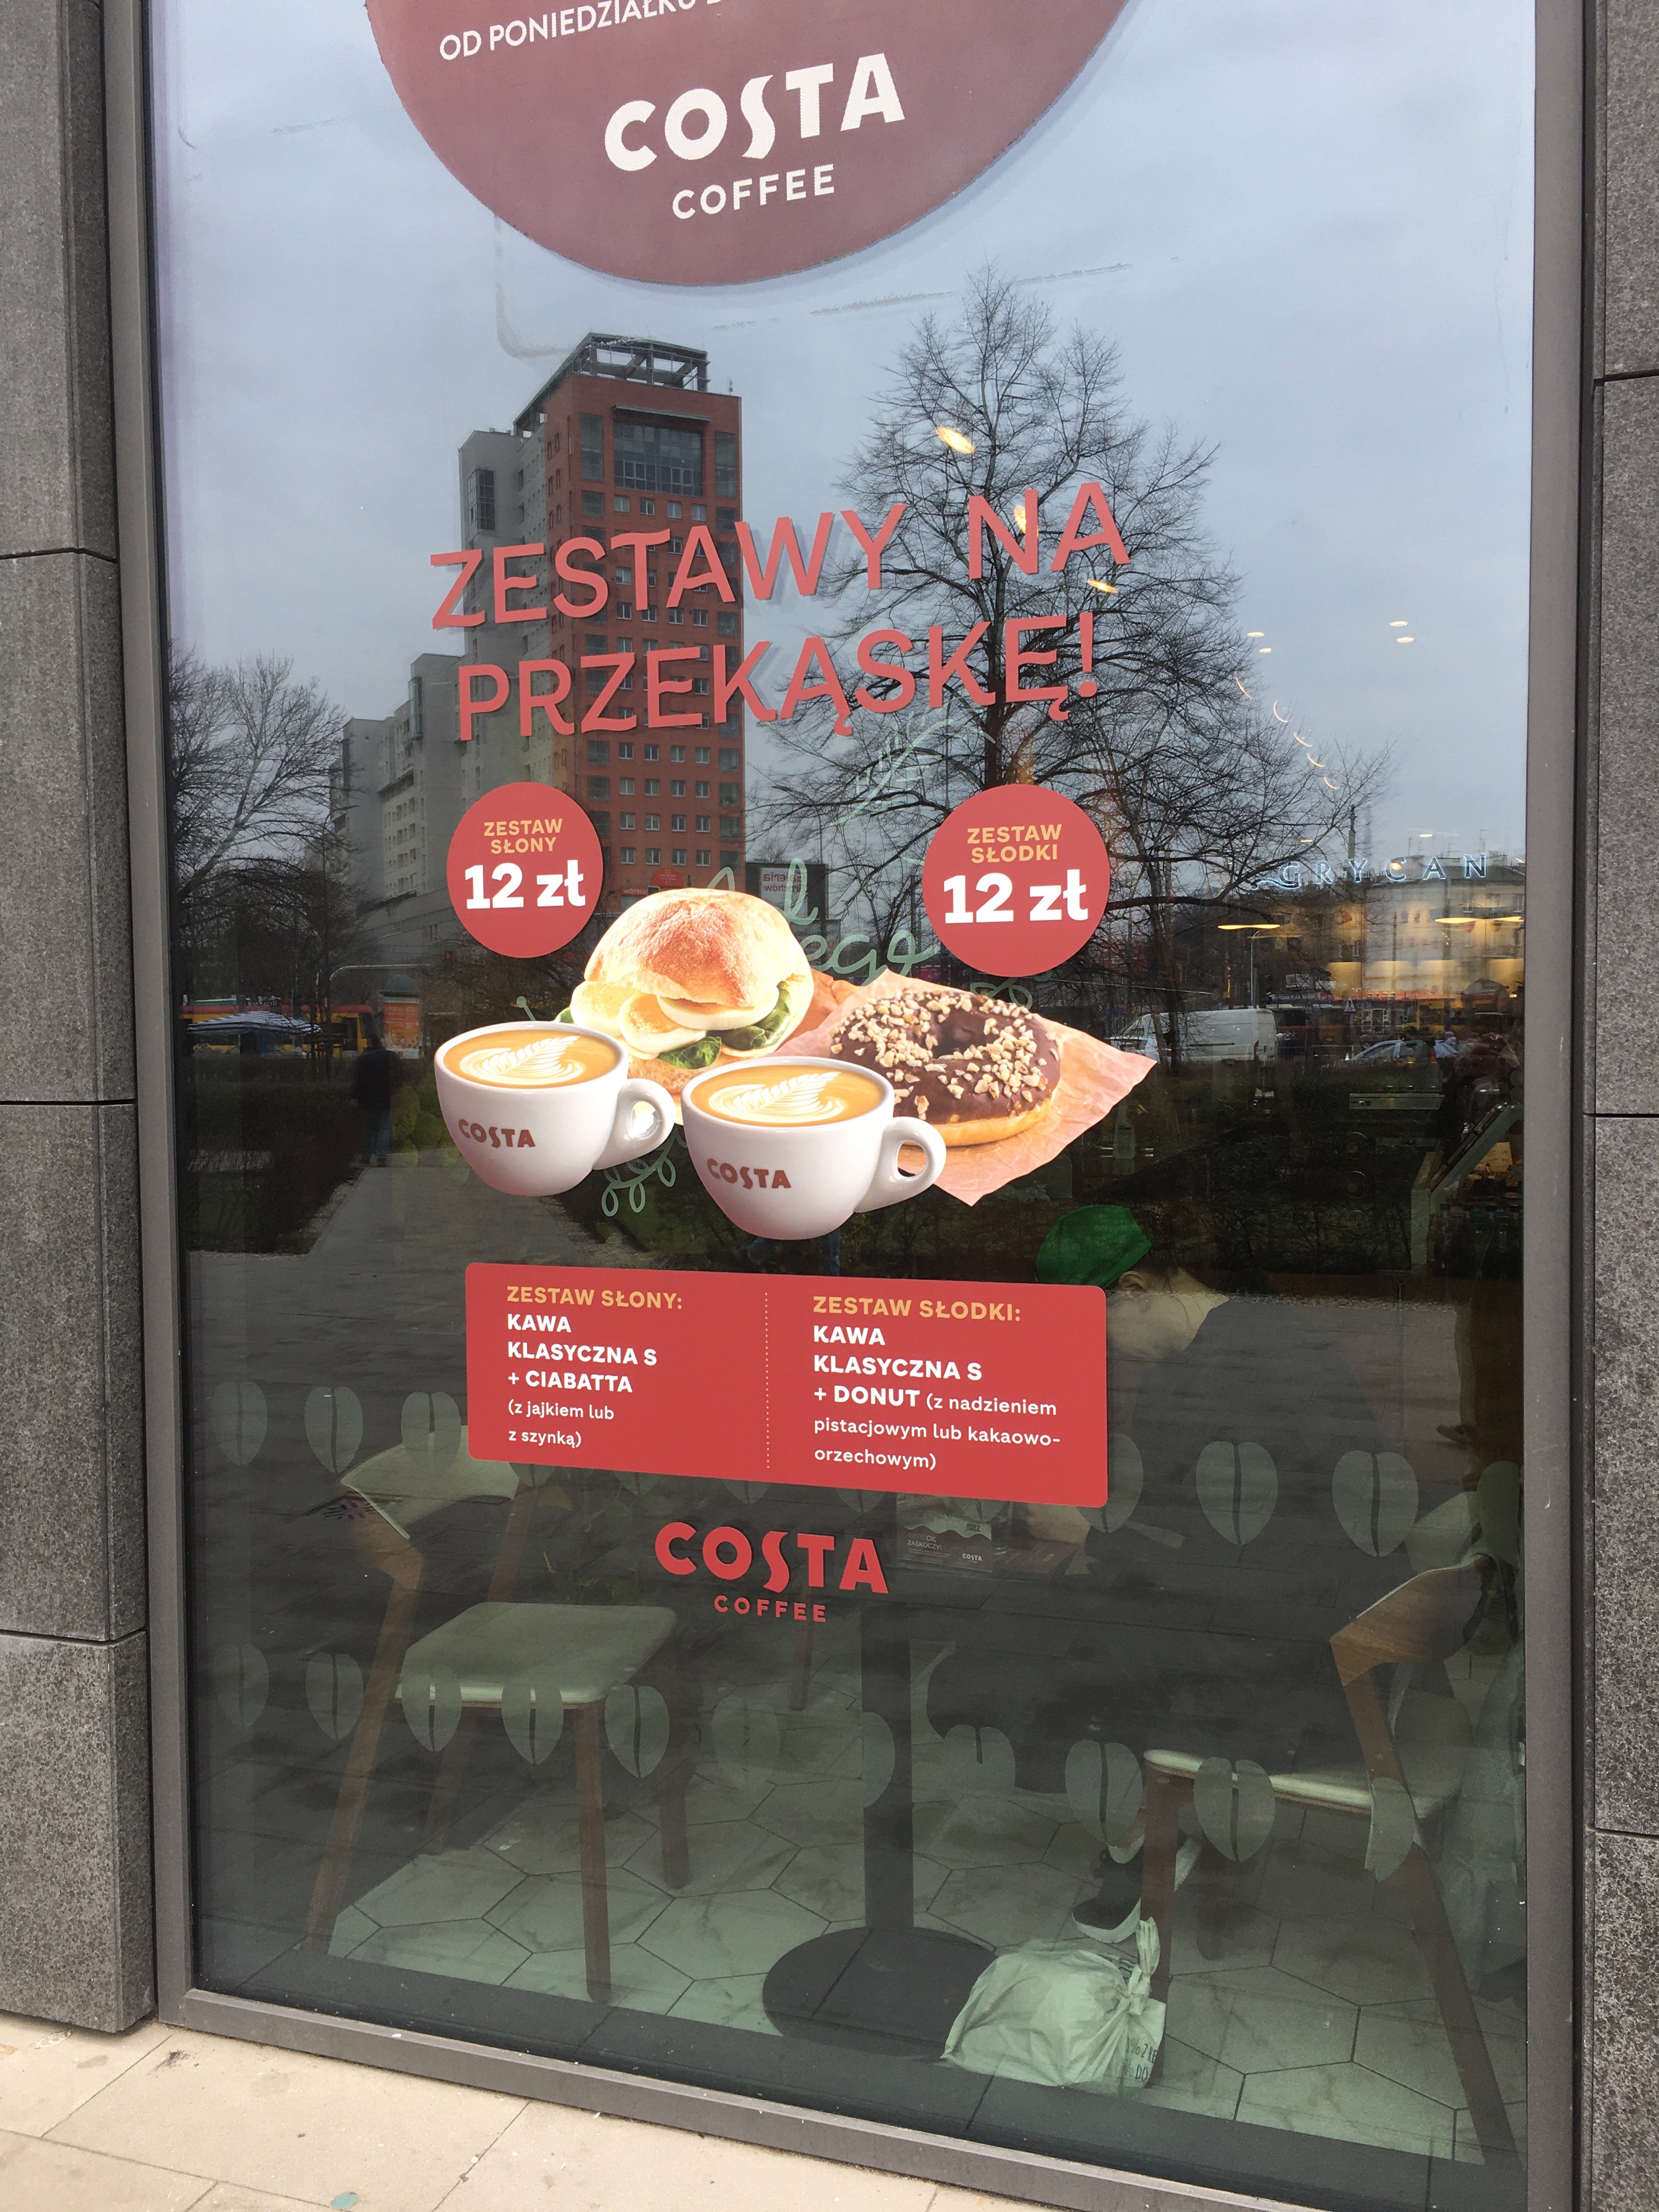 OD PONIEDZIAŁKU
COSTA
COFFEE
ZESTAWY NA
PRZEKĄSKĘ!
ZESTAW
SŁONY
12 zł
ZESTAW
SŁODKI
12 zł
GRYCAN
COSTA
COSTA
ZESTAW SŁONY:
KAWA
KLASYCZNA S
+ CIABATTA
(z jajkiem lub
z szynką)
ZESTAW SŁODKI:
KAWA
KLASYCZNA S
+ DONUT (z nadzieniem
pistacjowym lub kakaowo-
orzechowym)
COSTA
COFFEE
ZASKOCZY!
COSTA